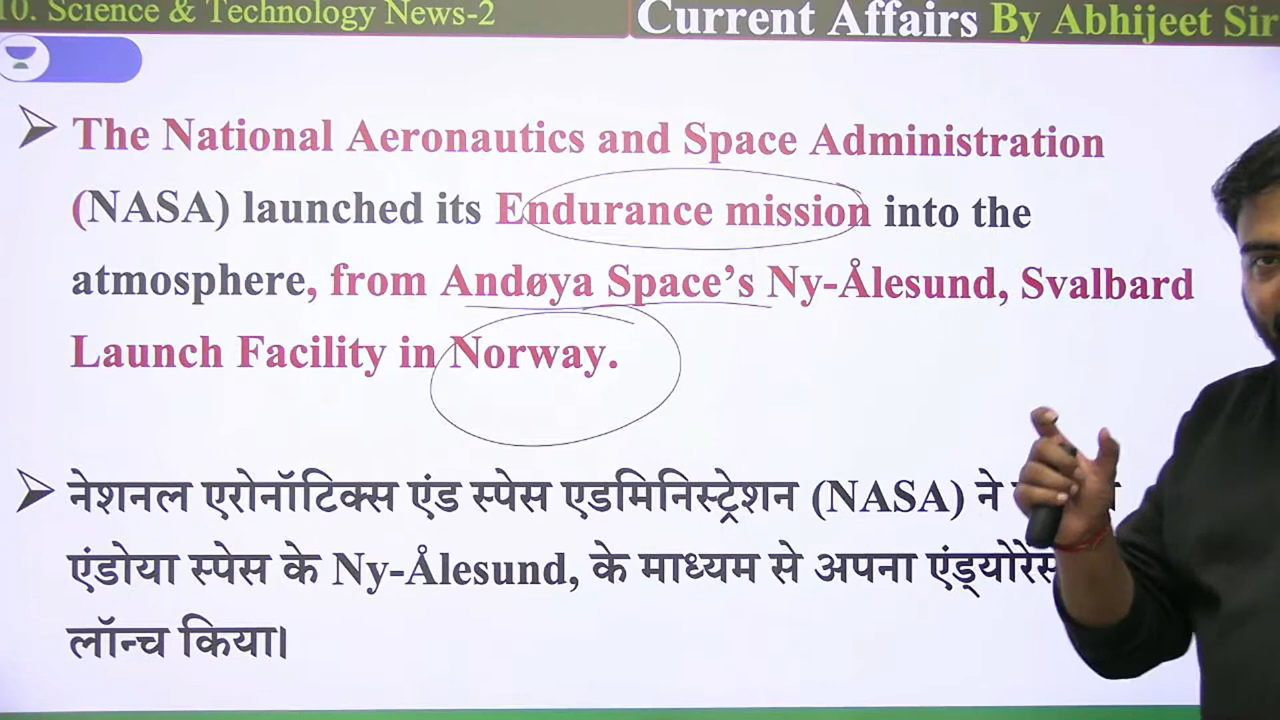 10. Science & Technology News-2
Current Affairs By Abhijeet Sir
The National Aeronautics and Space Administration
(NASA) launched its Endurance mission into the
atmosphere, from Andøya Space’s Ny-Ålesund, Svalbard
Launch Facility in Norway.
नेशनल एरोनॉटिक्स एंड स्पेस एडमिनिस्ट्रेशन (NASA) ने
एंडोया स्पेस के Ny-Ålesund, के माध्यम से अपना एंड्योरेंस
लॉन्च किया।